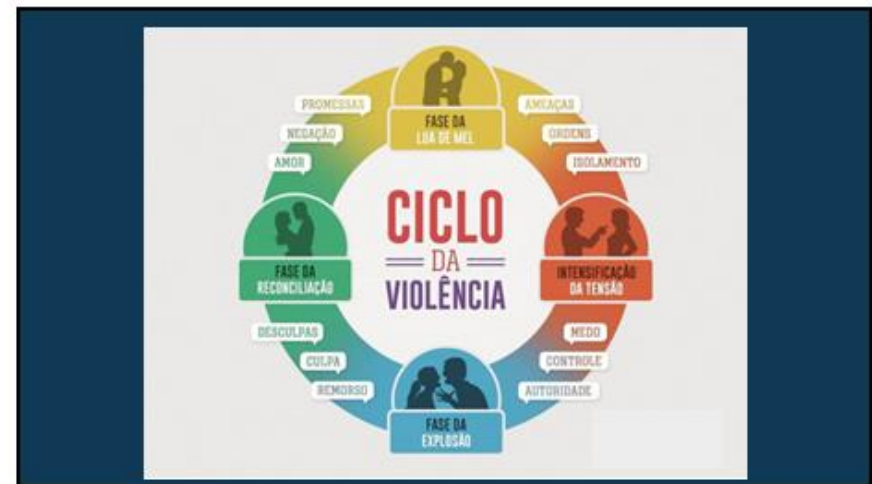 PROMESSAS
NEGAÇÃO
AMOR
FASE DA
LUA DE MEL
AMEAÇAS
ORDENS
ISOLAMENTO
CICLO
DA
VIOLÊNCIA
FASE DA
RECONCILIAÇÃO
INTENSIFICAÇÃO
DA TENSÃO
DESCULPAS
CULPA
REMORSO
MEDO
CONTROLE
AUTORIDADE
FASE DA
EXPLOSÃO